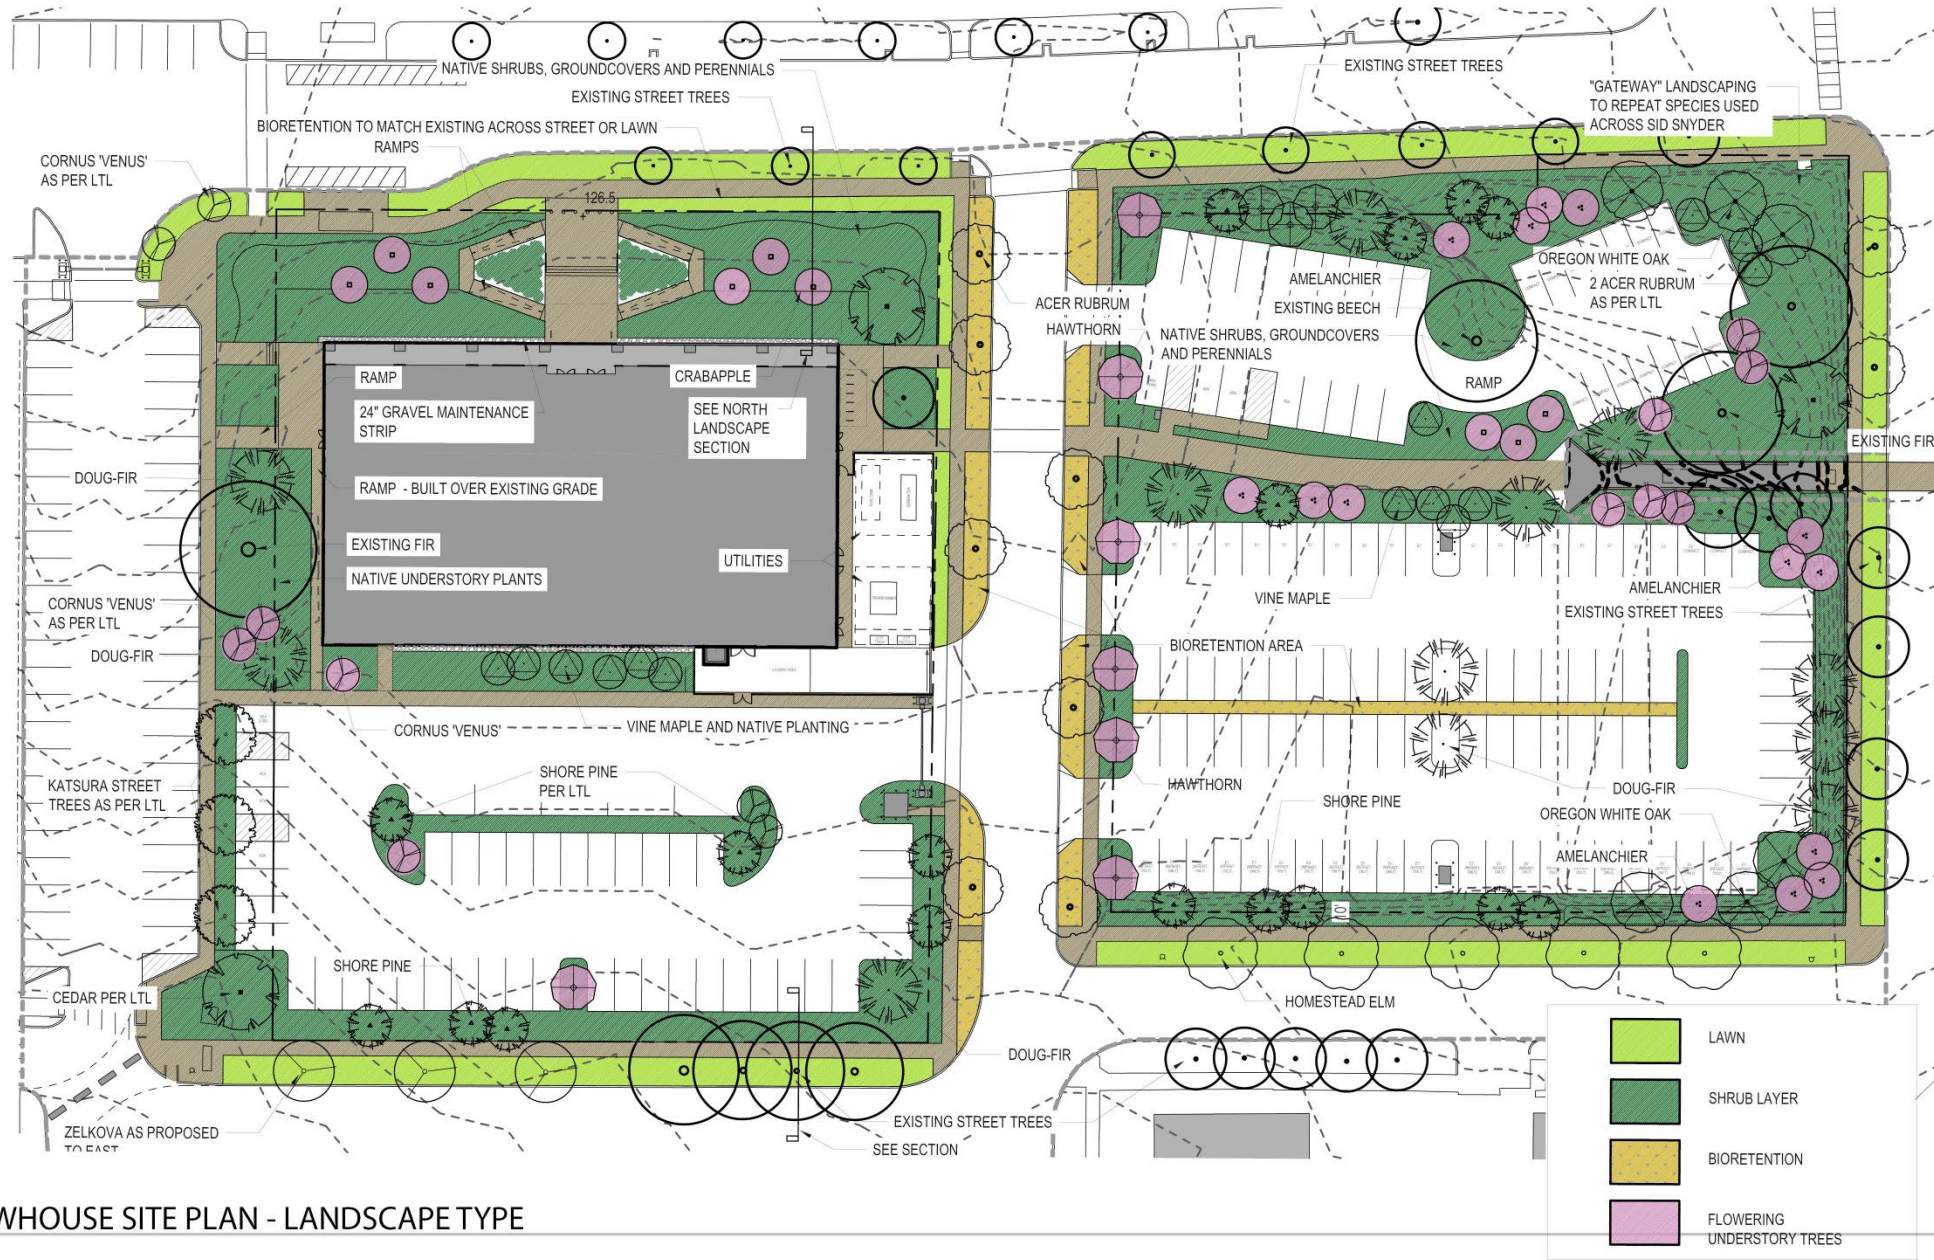 NATIVE SHRUBS, GROUNDCOVERS AND PERENNIALS
EXISTING STREET TREES
BIORETENTION TO MATCH EXISTING ACROSS STREET OR LAWN
RAMPS
CORNUS 'VENUS'
AS PER LTL
126.5
EXISTING STREET TREES
"GATEWAY" LANDSCAPING
TO REPEAT SPECIES USED
ACROSS SID SNYDER
ACER RUBRUM
HAWTHORN
AMELANCHIER
EXISTING BEECH
NATIVE SHRUBS, GROUNDCOVERS
AND PERENNIALS
OREGON WHITE OAK
2 ACER RUBRUM
AS PER LTL
RAMP
EXISTING FIR
RAMP
24" GRAVEL MAINTENANCE
STRIP
CRABAPPLE
SEE NORTH
LANDSCAPE
SECTION
DOUG-FIR
RAMP - BUILT OVER EXISTING GRADE
EXISTING FIR
NATIVE UNDERSTORY PLANTS
UTILITIES
TRANSFORMER
CORNUS 'VENUS'
AS PER LTL
DOUG-FIR
CORNUS 'VENUS'
VINE MAPLE AND NATIVE PLANTING
VINE MAPLE
AMELANCHIER
EXISTING STREET TREES
BIORETENTION AREA
KATSURA STREET
TREES AS PER LTL
SHORE PINE
PER LTL
HAWTHORN
SHORE PINE
DOUG-FIR
OREGON WHITE OAK
AMELANCHIER
10'
SHORE PINE
CEDAR PER LTL
HOMESTEAD ELM
DOUG-FIR
EXISTING STREET TREES
SEE SECTION
ZELKOVA AS PROPOSED
TO EAST
LAWN
SHRUB LAYER
BIORETENTION
FLOWERING
UNDERSTORY TREES
WHOUSE SITE PLAN - LANDSCAPE TYPE